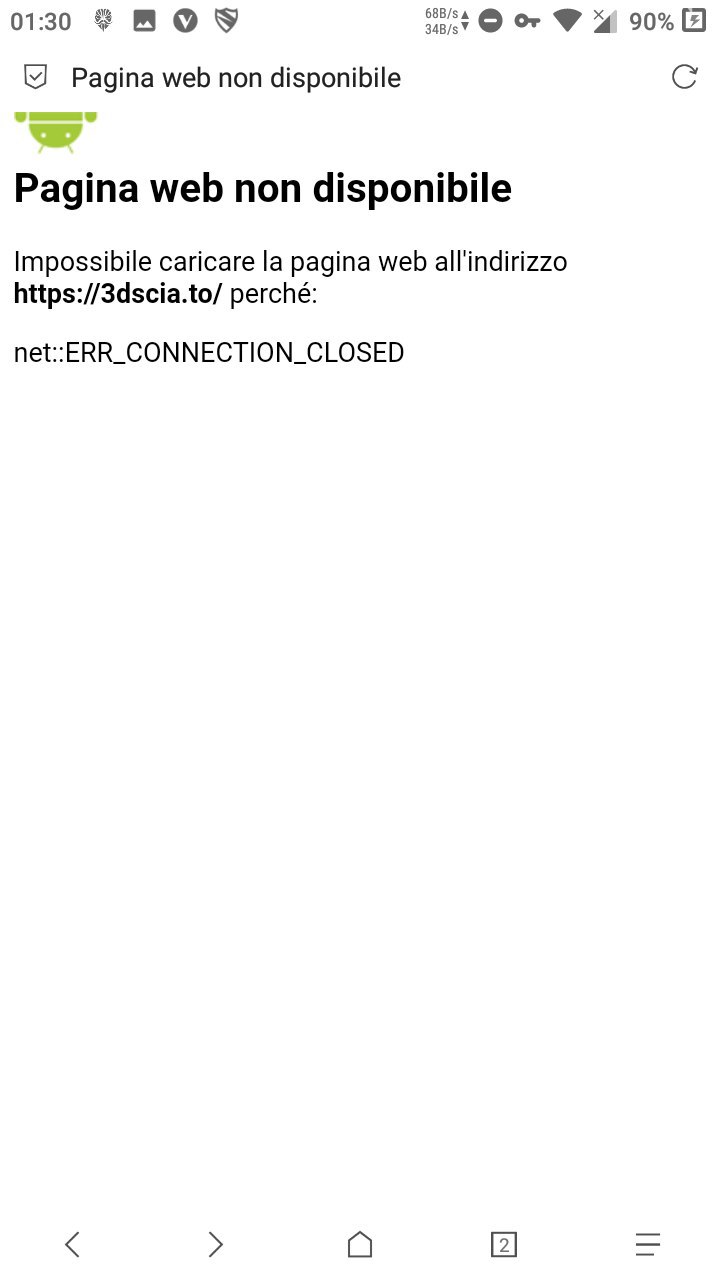 01:30
68B/s
34B/s
90%
Pagina web non disponibile
Pagina web non disponibile
Impossibile caricare la pagina web all'indirizzo
https://3dscia.to/ perché:
net::ERR_CONNECTION_CLOSED
2